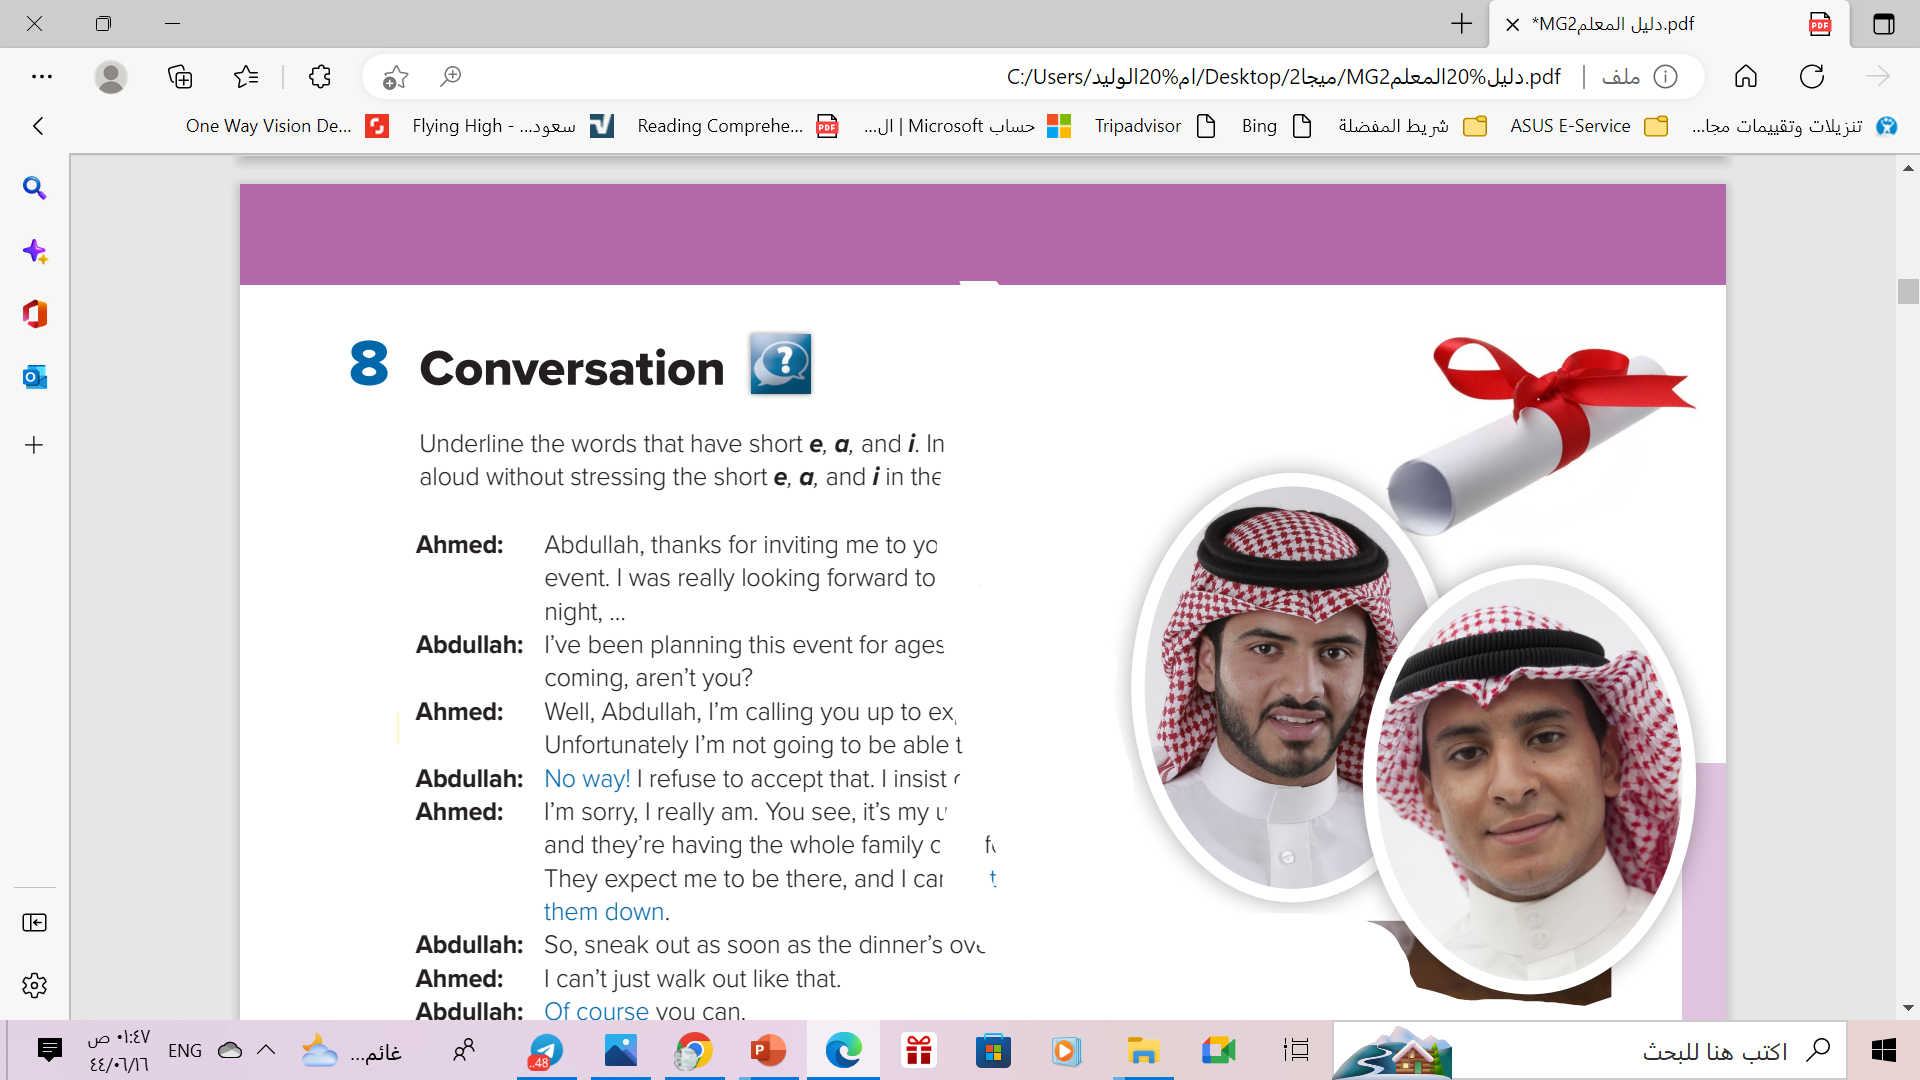 *MG2دليل المعلم.pdf
C:/Users/ام%20الوليد/Desktop/ميجا2/MG2دليل%20المعلم.pdf
ملف
One Way Vision De...
Flying High - سعود...
Reading Comprehe...
حساب Microsoft | ال...
Tripadvisor
Bing
شريط المفضلة
ASUS E-Service
تنزيلات وتقييمات مجا...
8 Conversation
Underline the words that have short e, a, and i. In
aloud without stressing the short e, a, and i in the
Ahmed: Abdullah, thanks for inviting me to yo
event. I was really looking forward to
night, ...
Abdullah: I've been planning this event for ages
coming, aren't you?
Ahmed: Well, Abdullah, I'm calling you up to ex
Unfortunately I'm not going to be able t
Abdullah: No way! I refuse to accept that. I insist
Ahmed: I'm sorry, I really am. You see, it's my
and they're having the whole family
They expect me to be there, and I
them down.
Abdullah: So, sneak out as soon as the dinner's ove
Ahmed: I can't just walk out like that.
Abdullah: Of course you can.
٠١:٤٧ ص
٤٤/٠٦/١٦
ENG
غائم...
..48
اكتب هنا للبحث